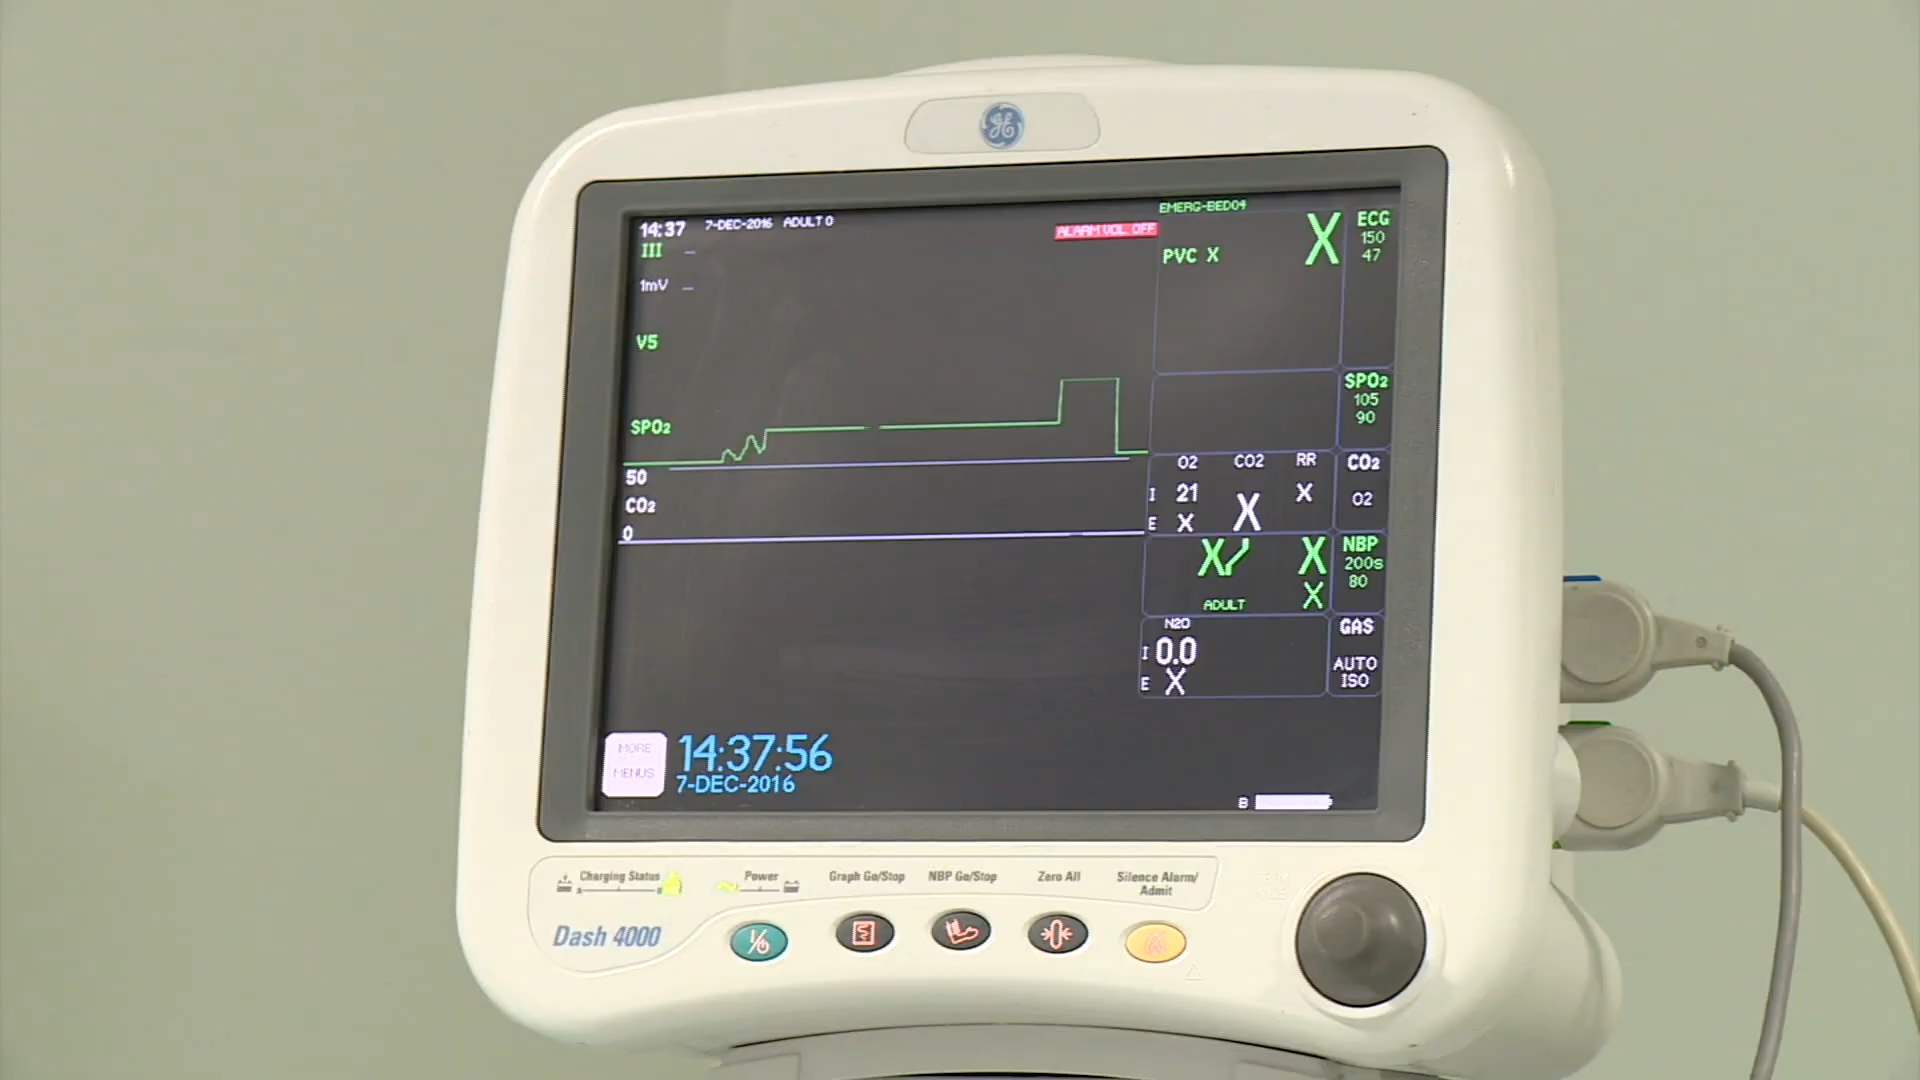 14:37 7-DEC-2016 ADULT 0
ALARM VOL OFF
EMERG-BED04
III
1mV
V5
PVC X
X
ECG
150
47
SPO2
SPO2
105
90
50
CO2
0
O2 CO2 RR
I 21 X X
E X
CO2
O2
X X
X
ADULT
NBP
200s
80
N2O
I 0.0
E X
GAS
AUTO
ISO
MORE
MENUS
14:37:56
7-DEC-2016
B
Charging Status
A B
Power
Graph Go/Stop
NBP Go/Stop
Zero All
Silence Alarm/
Admit
Dash 4000